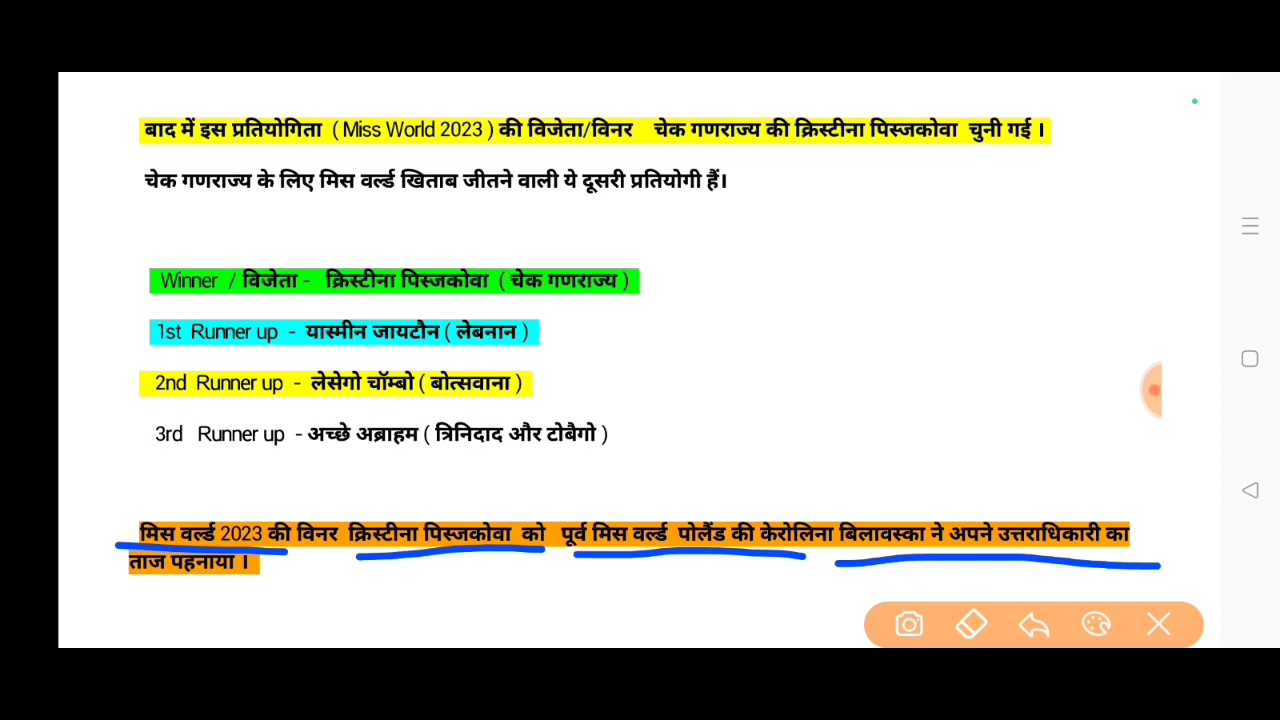 बाद में इस प्रतियोगिता ( Miss World 2023 ) की विजेता/विनर चेक गणराज्य की क्रिस्टीना पिस्जकोवा चुनी गई ।
चेक गणराज्य के लिए मिस वर्ल्ड खिताब जीतने वाली ये दूसरी प्रतियोगी हैं।
Winner / विजेता - क्रिस्टीना पिस्जकोवा ( चेक गणराज्य )
1st Runner up - यास्मीन जायटौन ( लेबनान )
2nd Runner up - लेसेगो चॉम्बो ( बोत्सवाना )
3rd Runner up - अच्छे अब्राहम ( त्रिनिदाद और टोबैगो )
मिस वर्ल्ड 2023 की विनर क्रिस्टीना पिस्जकोवा को पूर्व मिस वर्ल्ड पोलैंड की केरोलिना बिलावस्का ने अपने उत्तराधिकारी का
ताज पहनाया ।